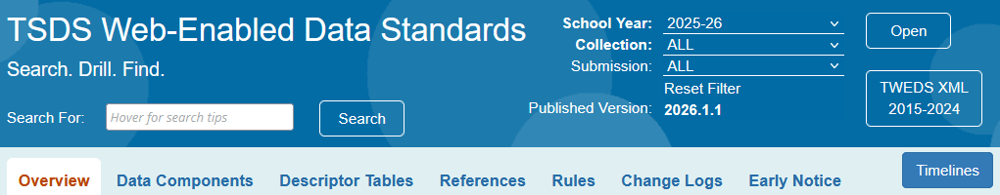 TSDS Web-Enabled Data Standards
Search. Drill. Find.
Search For: Hover for search tips Search
School Year: 2025-26
Collection: ALL
Submission: ALL
Reset Filter
Published Version: 2026.1.1
Open
TWEDS XML
2015-2024
Overview Data Components Descriptor Tables References Rules Change Logs Early Notice Timelines